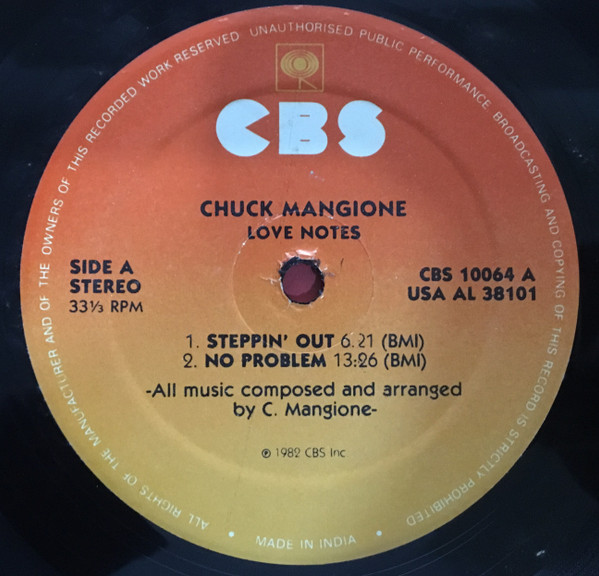 ALL RIGHTS OF THE MANUFACTURER AND OF THE OWNERS OF THIS RECORDED WORK RESERVED UNAUTHORISED PUBLIC PERFORMANCE BROADCASTING AND COPYING OF THIS RECORD IS STRICTLY PROHIBITED
CBS
CHUCK MANGIONE
LOVE NOTES
SIDE A
STEREO
33⅓ RPM
CBS 10064 A
USA AL 38101
1. STEPPIN' OUT 6.21 (BMI)
2. NO PROBLEM 13:26 (BMI)
-All music composed and arranged
by C. Mangione-
℗ 1982 CBS Inc
• MADE IN INDIA •